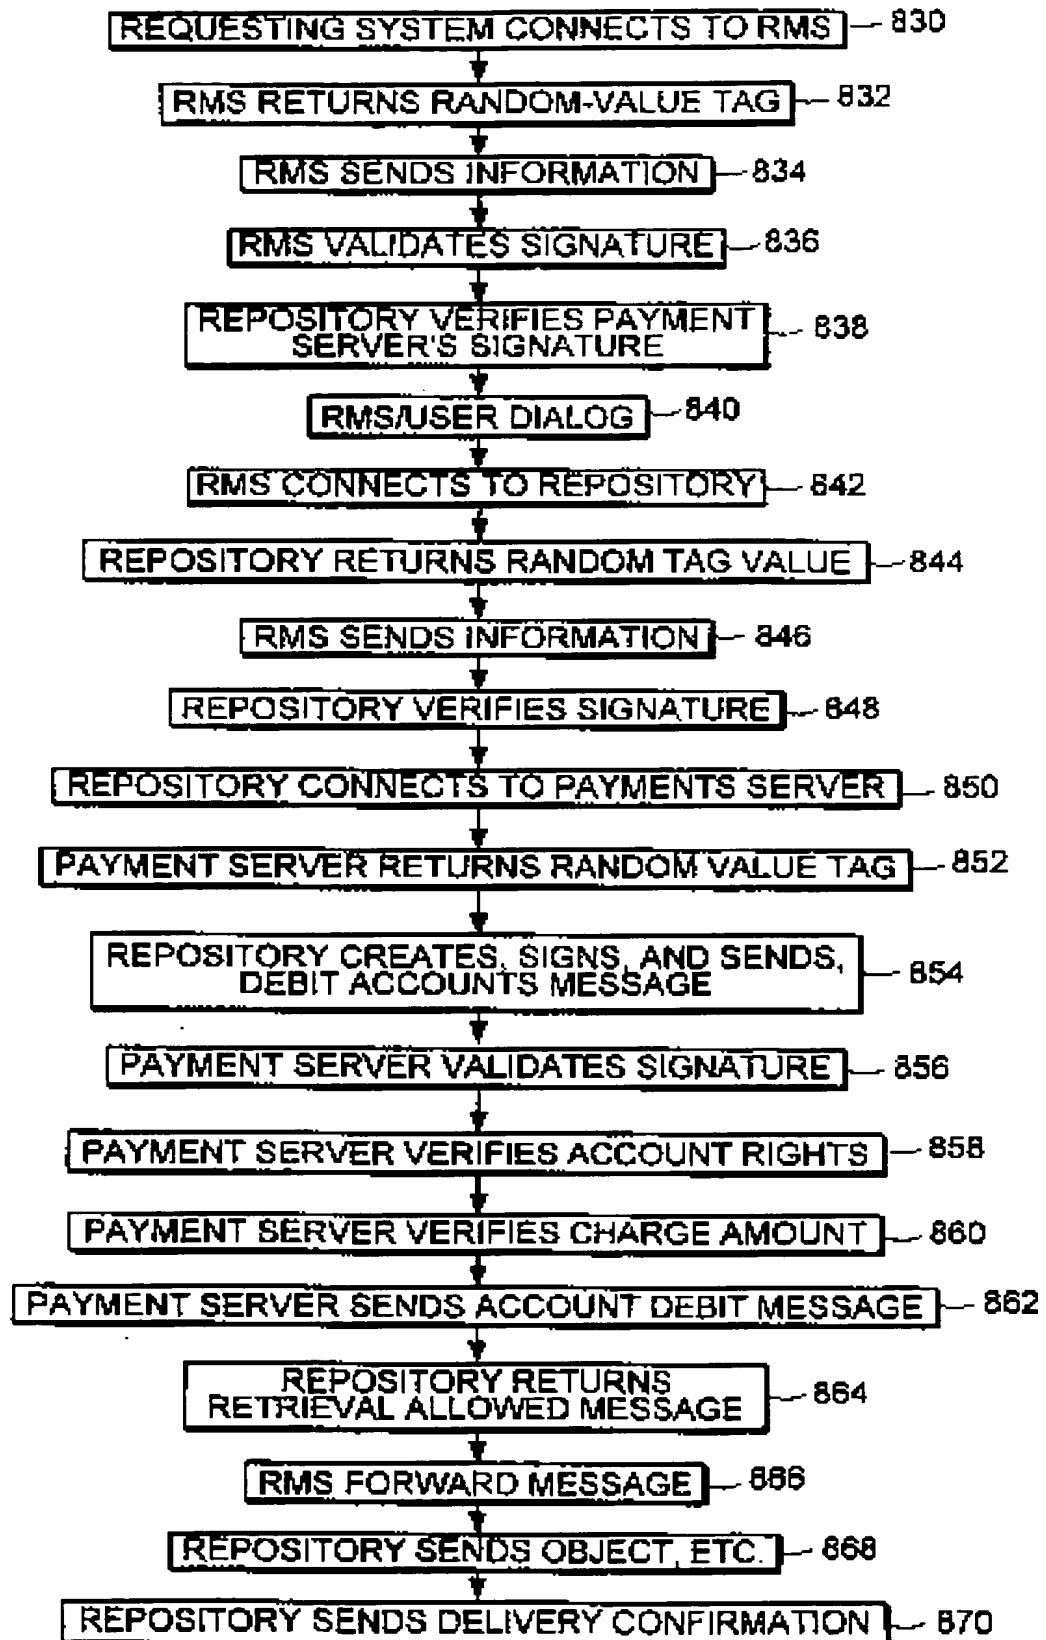 REQUESTING SYSTEM CONNECTS TO RMS 830
RMS RETURNS RANDOM-VALUE TAG 832
RMS SENDS INFORMATION 834
RMS VALIDATES SIGNATURE 836
REPOSITORY VERIFIES PAYMENT
SERVER'S SIGNATURE 838
RMS/USER DIALOG 840
RMS CONNECTS TO REPOSITORY 842
REPOSITORY RETURNS RANDOM TAG VALUE 844
RMS SENDS INFORMATION 846
REPOSITORY VERIFIES SIGNATURE 848
REPOSITORY CONNECTS TO PAYMENTS SERVER 850
PAYMENT SERVER RETURNS RANDOM VALUE TAG 852
REPOSITORY CREATES, SIGNS, AND SENDS,
DEBIT ACCOUNTS MESSAGE 854
PAYMENT SERVER VALIDATES SIGNATURE 856
PAYMENT SERVER VERIFIES ACCOUNT RIGHTS 858
PAYMENT SERVER VERIFIES CHARGE AMOUNT 860
PAYMENT SERVER SENDS ACCOUNT DEBIT MESSAGE 862
REPOSITORY RETURNS
RETRIEVAL ALLOWED MESSAGE 864
RMS FORWARD MESSAGE 866
REPOSITORY SENDS OBJECT, ETC. 868
REPOSITORY SENDS DELIVERY CONFIRMATION 870